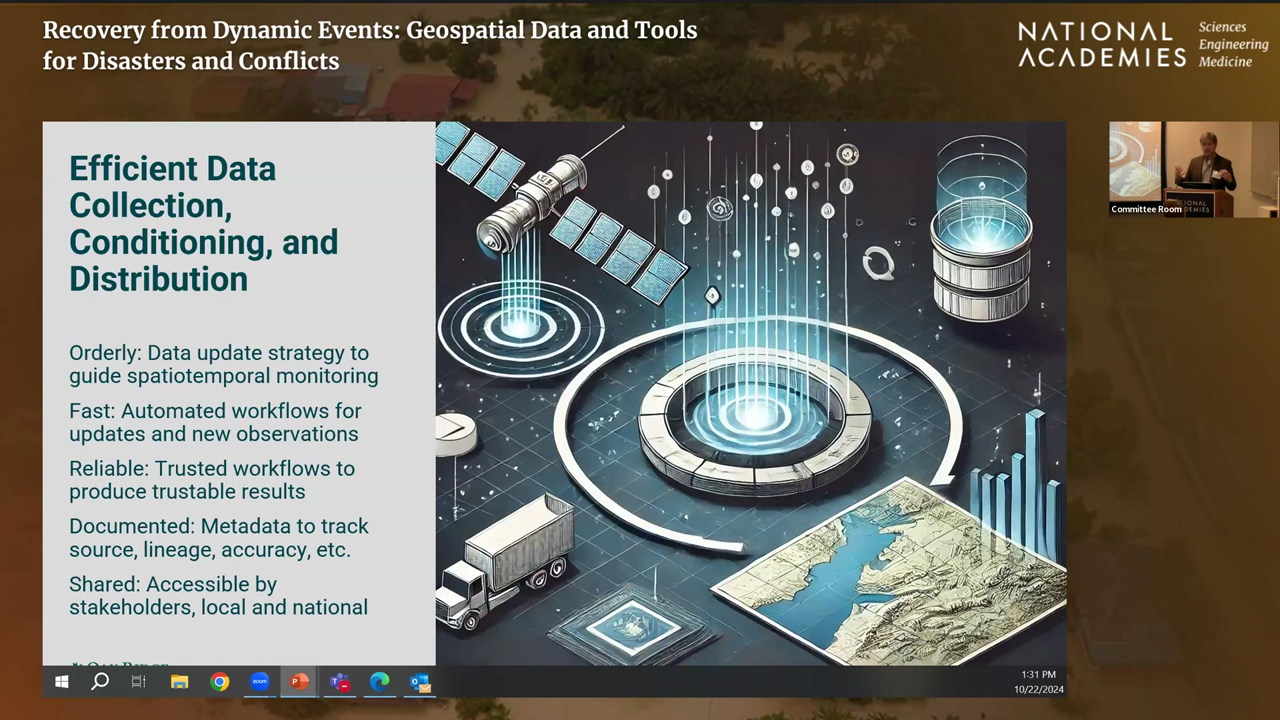 Recovery from Dynamic Events: Geospatial Data and Tools
for Disasters and Conflicts
NATIONAL
ACADEMIES
Sciences
Engineering
Medicine
Efficient Data
Collection,
Conditioning, and
Distribution
Orderly: Data update strategy to
guide spatiotemporal monitoring
Fast: Automated workflows for
updates and new observations
Reliable: Trusted workflows to
produce trustable results
Documented: Metadata to track
source, lineage, accuracy, etc.
Shared: Accessible by
stakeholders, local and national
Committee Room
zoom
1:31 PM
10/22/2024